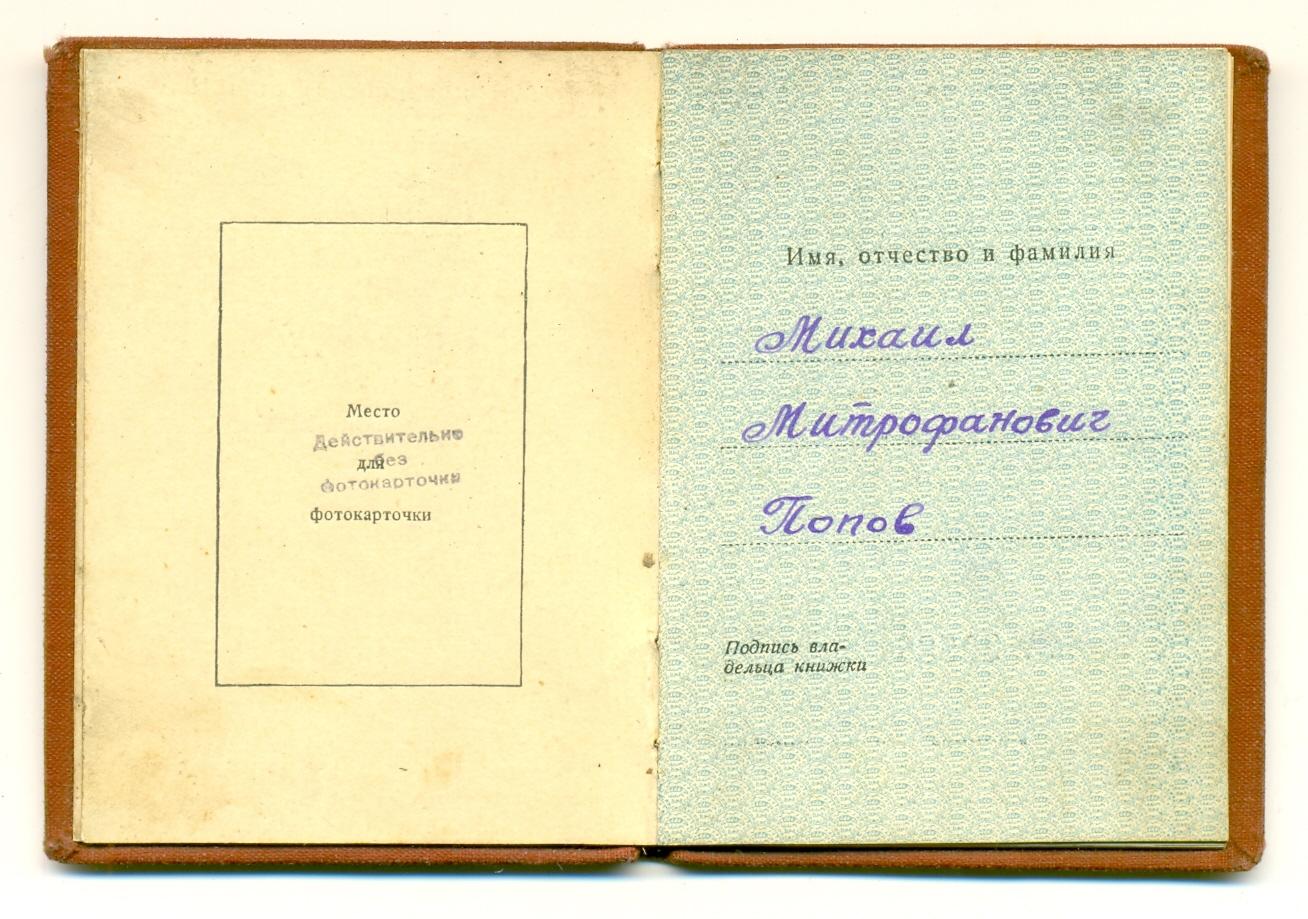 Место
Действительно
для
без
фотокарточки
фотокарточки
Имя, отчество и фамилия
Михаил
Митрофанович
Попов
Подпись вла-
дельца книжки